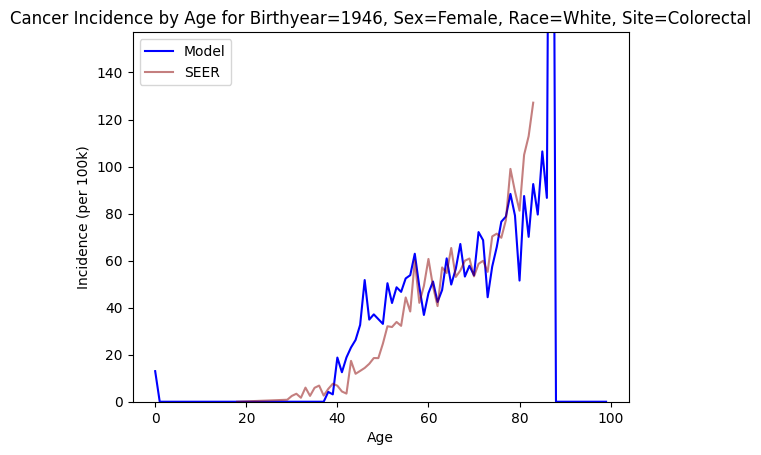 Cancer Incidence by Age for Birthyear=1946, Sex=Female, Race=White, Site=Colorectal
Model
SEER
Incidence (per 100k)
140
120
100
80
60
40
20
0
0 20 40 60 80 100
Age